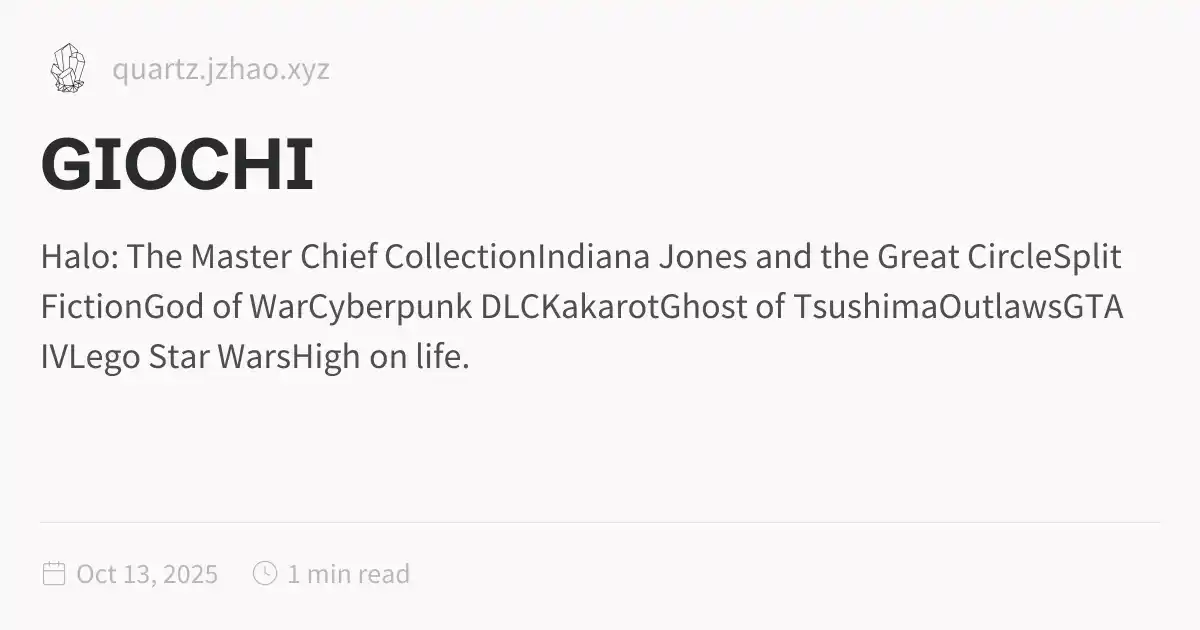 quartz.jzhao.xyz
GIOCHI
Halo: The Master Chief CollectionIndiana Jones and the Great CircleSplit
FictionGod of WarCyberpunk DLCKakarotGhost of TsushimaOutlawsGTA
IVLego Star WarsHigh on life.
Oct 13, 2025 1 min read